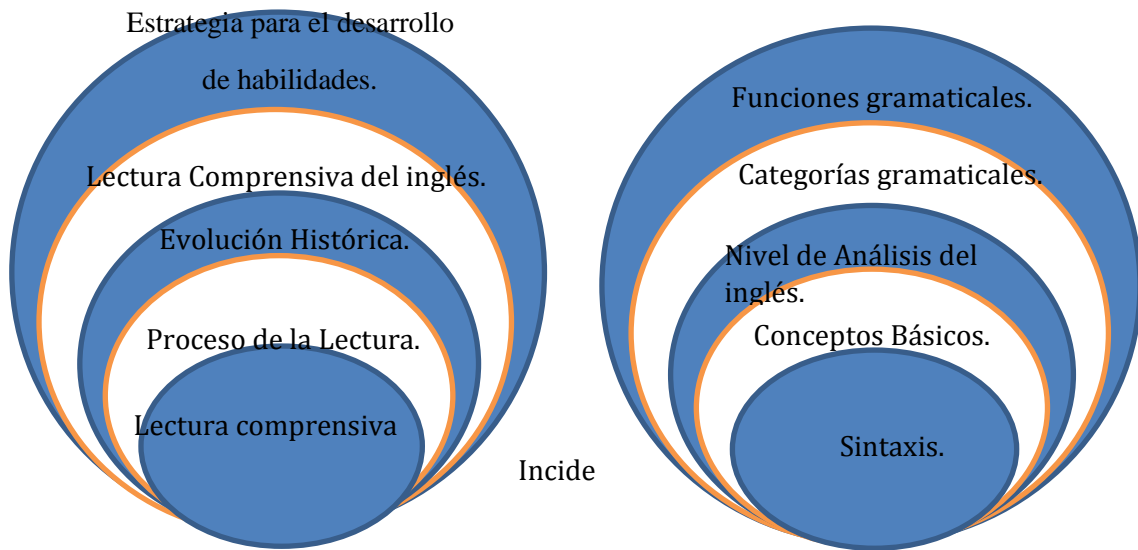 Estrategia para el desarrollo
de habilidades.
Lectura Comprensiva del inglés.
Evolución Histórica.
Proceso de la Lectura.
Lectura comprensiva
Incide
Funciones gramaticales.
Categorías gramaticales.
Nivel de Análisis del
inglés.
Conceptos Básicos.
Sintaxis.